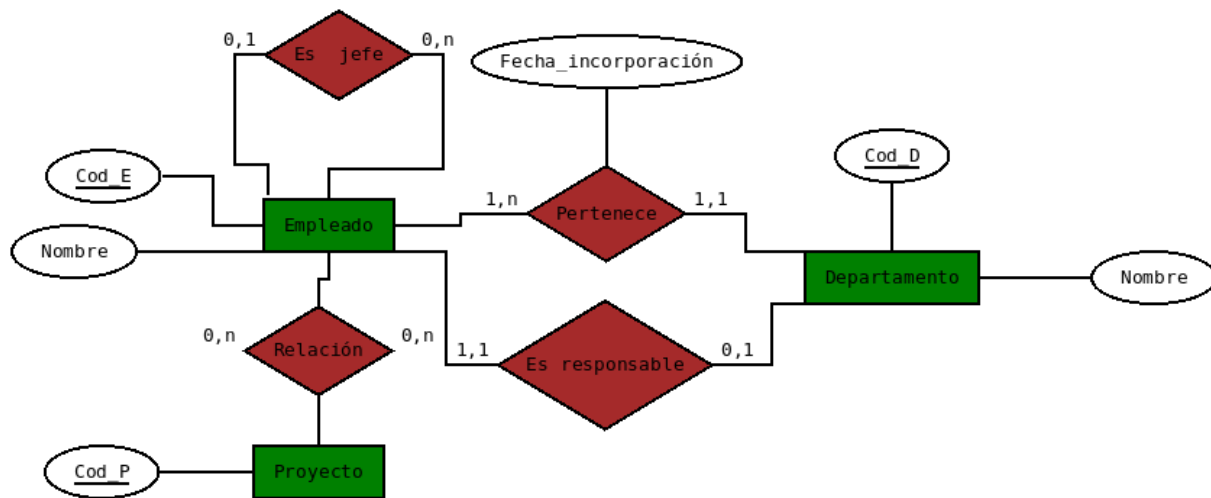 0,1
Es jefe
0,n
Fecha_incorporación
Cod_D
Cod_E
1,n
Pertenece
1,1
Empleado
Nombre
Departamento
Nombre
0,n
Relación
0,n
1,1
Es responsable
0,1
Cod_P
Proyecto